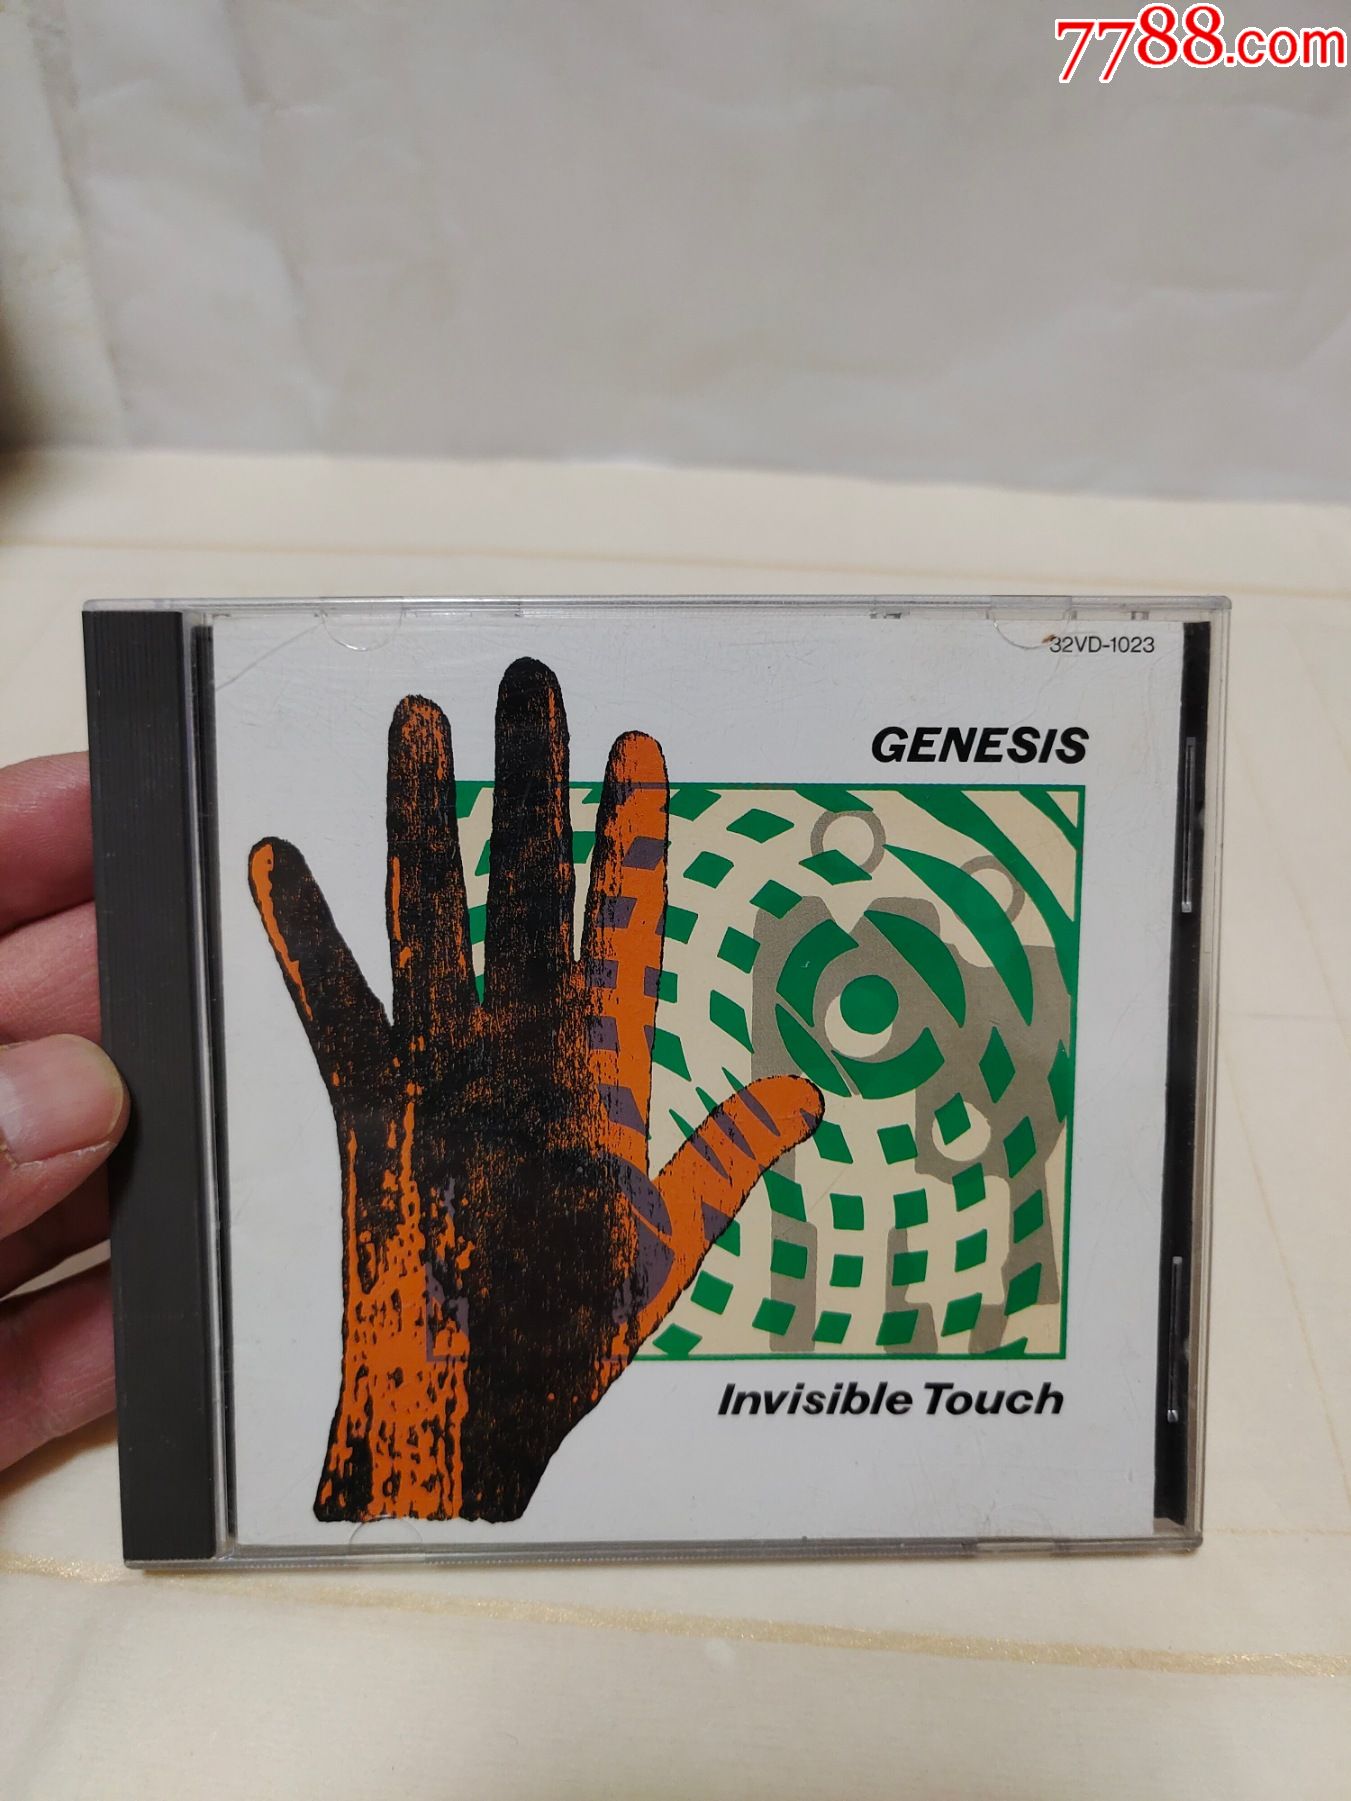 7788.com
32VD-1023
GENESIS
Invisible Touch